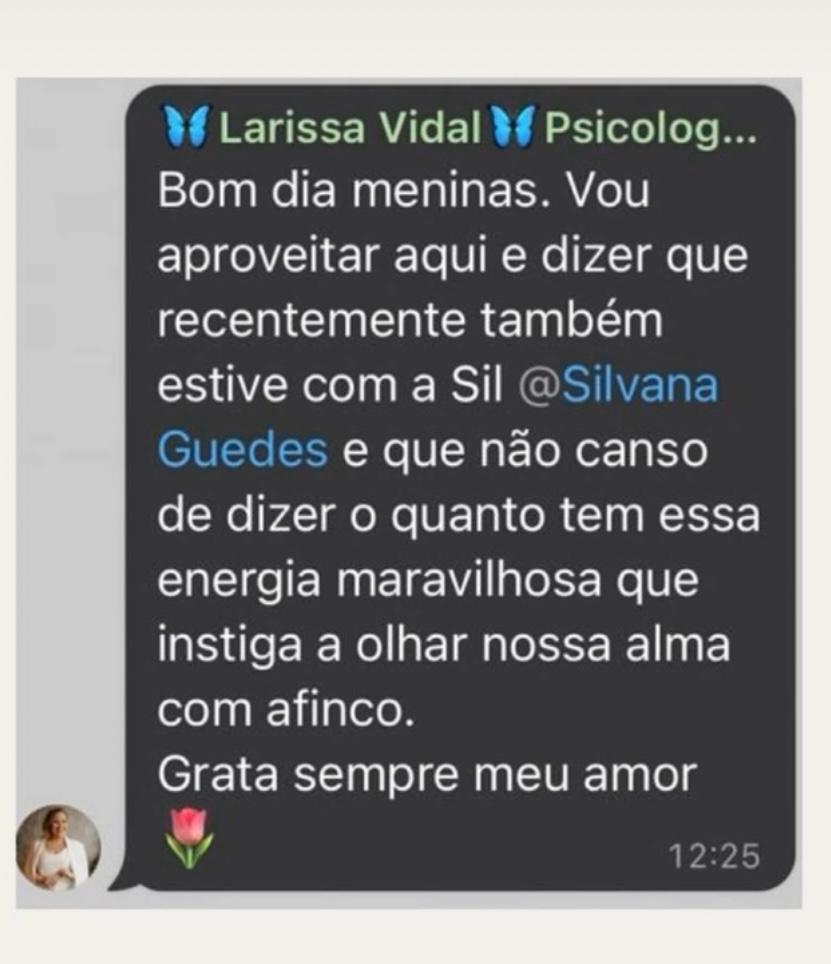 🦋Larissa Vidal🦋Psicolog...
Bom dia meninas. Vou
aproveitar aqui e dizer que
recentemente também
estive com a Sil @Silvana
Guedes e que não canso
de dizer o quanto tem essa
energia maravilhosa que
instiga a olhar nossa alma
com afinco.
Grata sempre meu amor
🌷
12:25